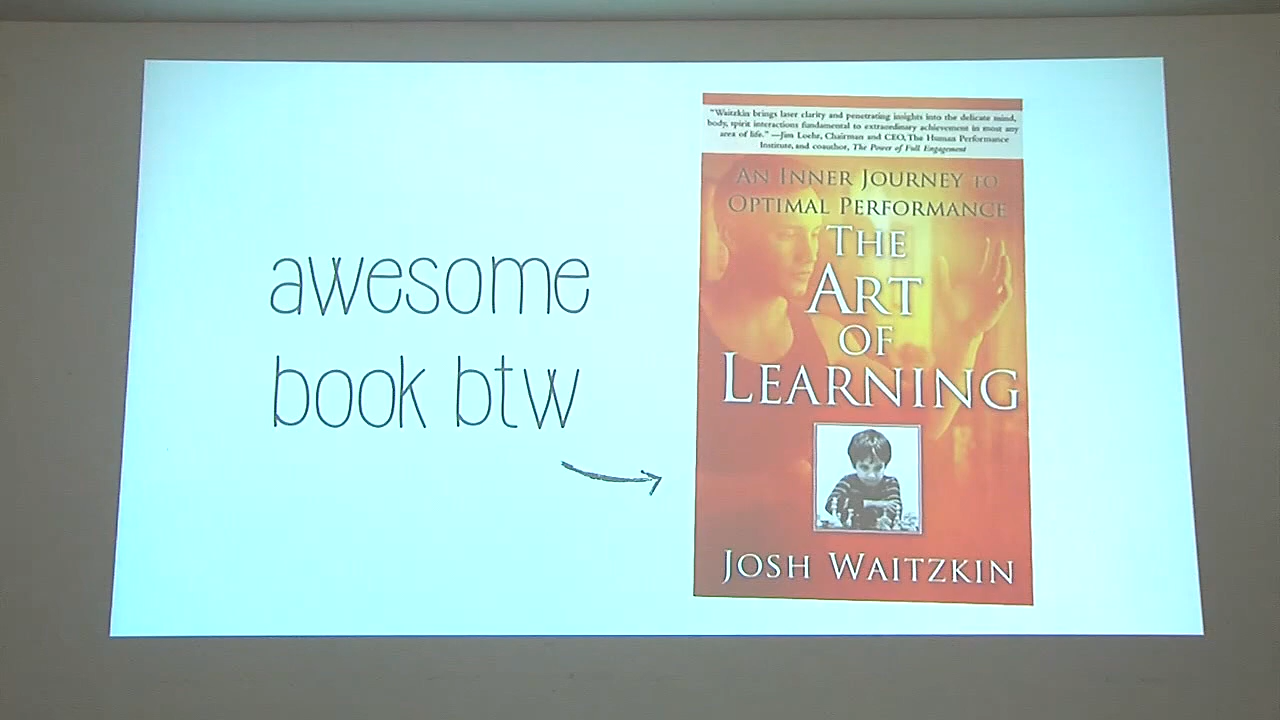 awesome
book btw
"Waitzkin brings laser clarity and penetrating insights into the delicate mind,
body, spirit interactions fundamental to extraordinary achievement in most any
area of life." —Jim Loehr, Chairman and CEO, The Human Performance
Institute, and coauthor, The Power of Full Engagement
AN INNER JOURNEY TO
OPTIMAL PERFORMANCE
THE
ART
OF
LEARNING
JOSH WAITZKIN